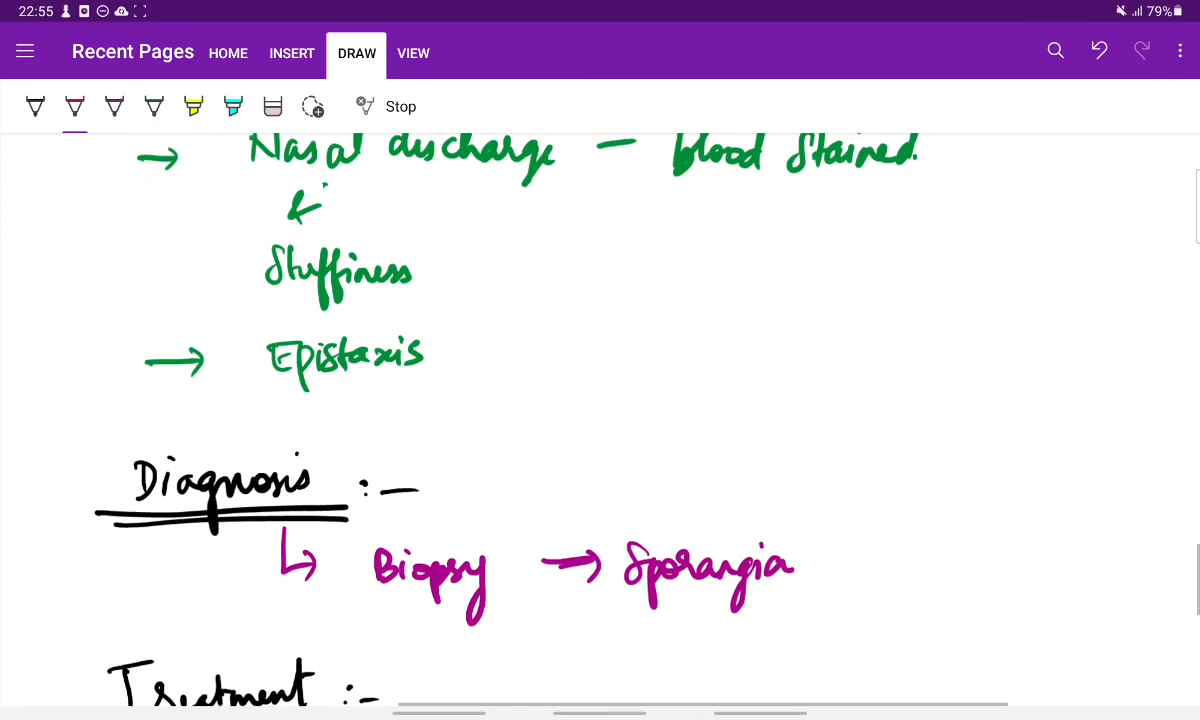 22:55 79%
Recent Pages HOME INSERT DRAW VIEW
Stop
→ Nasal discharge – blood stained.
&
Stuffiness
→ Epistaxis
Diagnosis :-
↳ Biopsy → Sporangia
Treatment :-